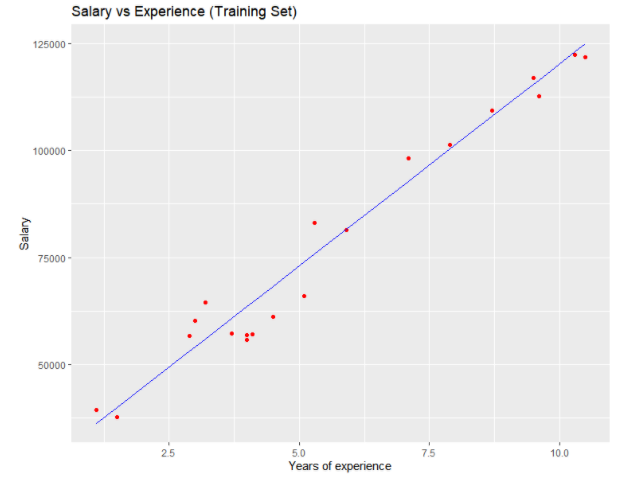 Salary vs Experience (Training Set)
125000
100000
75000
50000
Salary
2.5 5.0 7.5 10.0
Years of experience